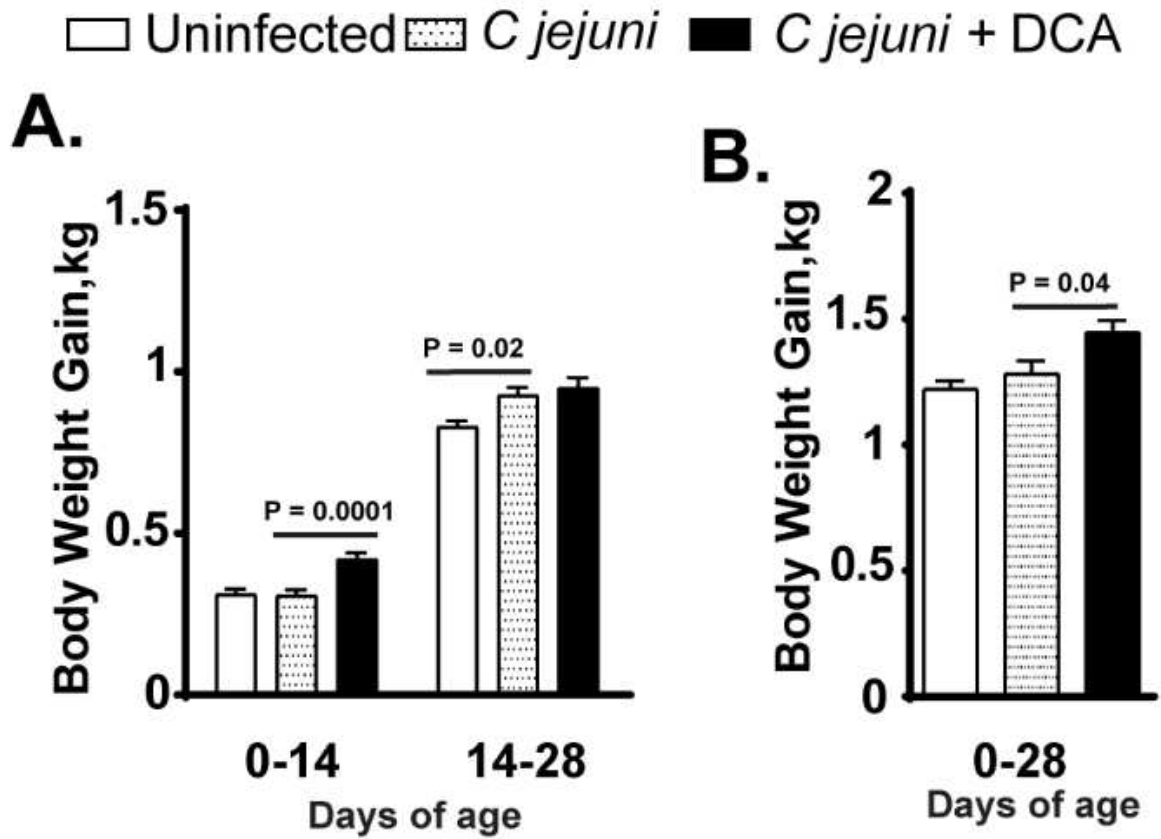 Uninfected C jejuni C jejuni + DCA
A.
Body Weight Gain,kg
1.5
1
0.5
0
P = 0.0001
P = 0.02
0-14 14-28
Days of age
B.
Body Weight Gain,kg
2
1.5
1
0.5
0
P = 0.04
0-28
Days of age